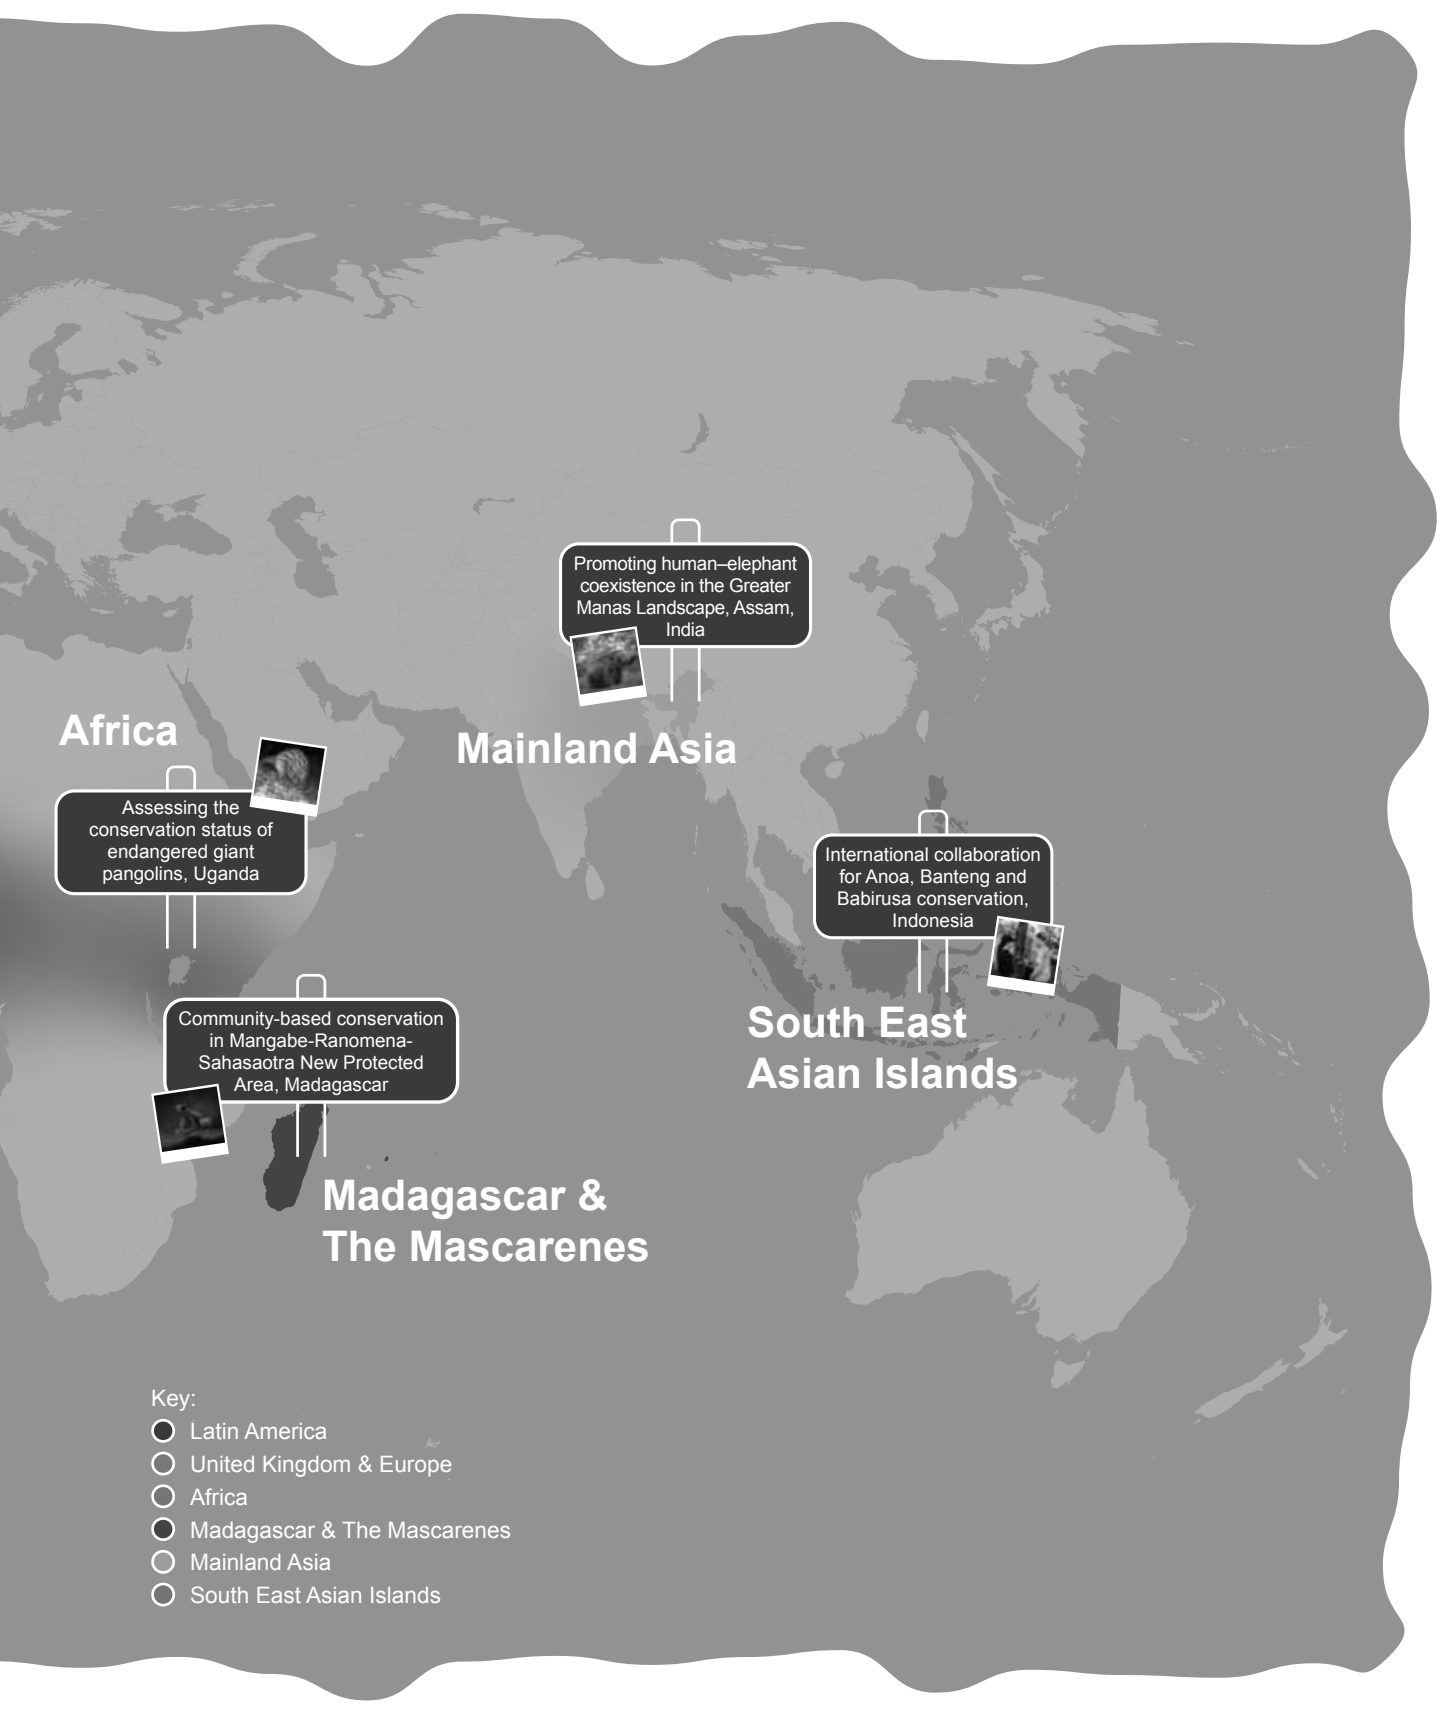 Promoting human–elephant
coexistence in the Greater
Manas Landscape, Assam,
India
Africa
Mainland Asia
Assessing the
conservation status of
endangered giant
pangolins, Uganda
International collaboration
for Anoa, Banteng and
Babirusa conservation,
Indonesia
South East
Asian Islands
Community-based conservation
in Mangabe-Ranomena-
Sahasaotra New Protected
Area, Madagascar
Madagascar &
The Mascarenes
Key:
Latin America
United Kingdom & Europe
Africa
Madagascar & The Mascarenes
Mainland Asia
South East Asian Islands